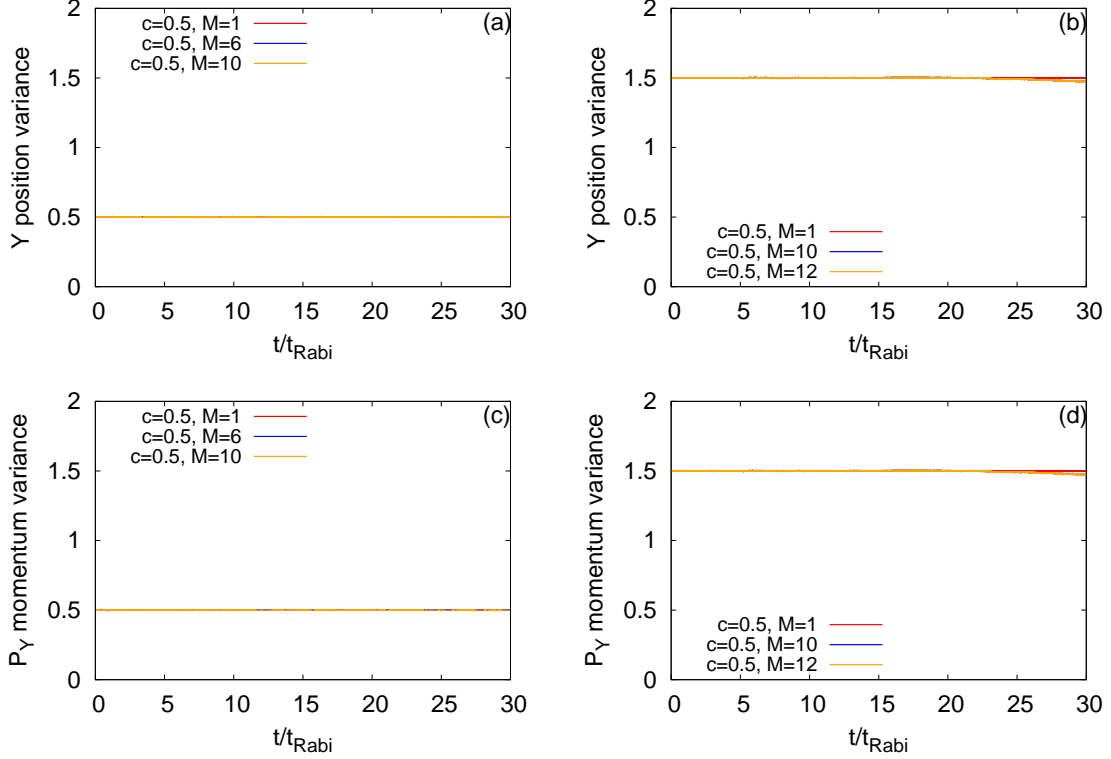 (a)
c=0.5, M=1
c=0.5, M=6
c=0.5, M=10
Y position variance
2
1.5
1
0.5
0
0 5 10 15 20 25 30
t/t_Rabi
(b)
Y position variance
2
1.5
1
0.5
0
c=0.5, M=1
c=0.5, M=10
c=0.5, M=12
0 5 10 15 20 25 30
t/t_Rabi
(c)
c=0.5, M=1
c=0.5, M=6
c=0.5, M=10
P_Y momentum variance
2
1.5
1
0.5
0
0 5 10 15 20 25 30
t/t_Rabi
(d)
P_Y momentum variance
2
1.5
1
0.5
0
c=0.5, M=1
c=0.5, M=10
c=0.5, M=12
0 5 10 15 20 25 30
t/t_Rabi